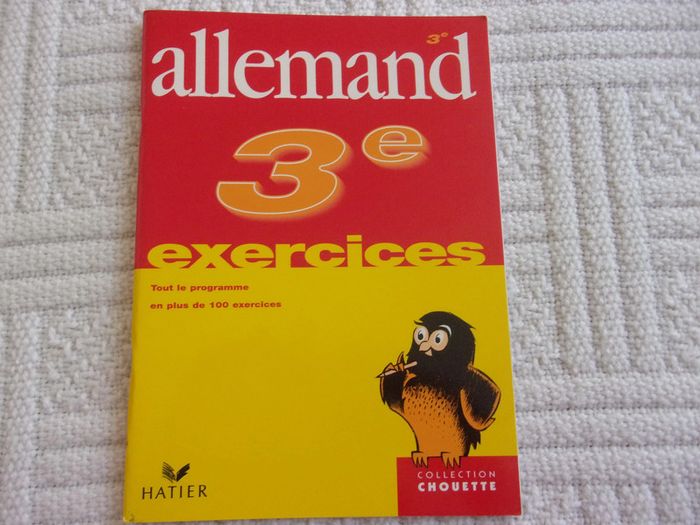 3e
allemand
3e
exercices
Tout le programme
en plus de 100 exercices
HATIER
COLLECTION
CHOUETTE